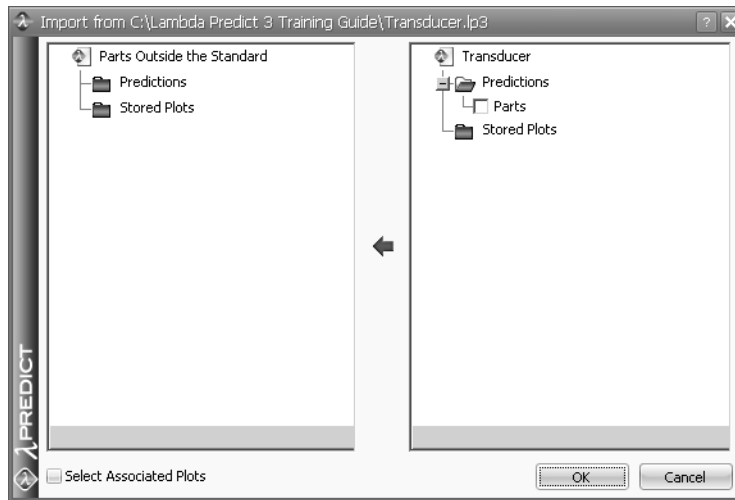 Import from C:\Lambda Predict 3 Training Guide\Transducer.lp3
Parts Outside the Standard
Predictions
Stored Plots
Transducer
Predictions
Parts
Stored Plots
λ PREDICT
Select Associated Plots
OK
Cancel